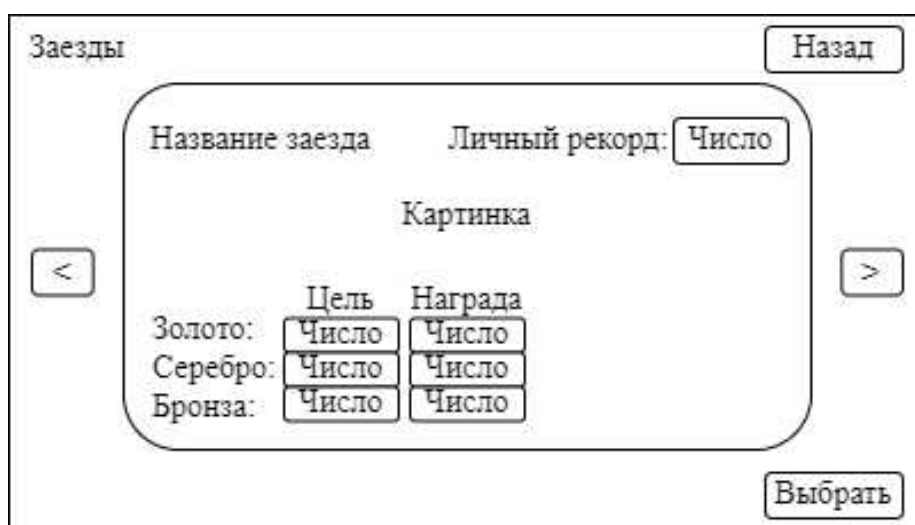 Заезды Назад
Название заезда Личный рекорд: Число
Картинка
< >
Цель Награда
Золото: Число Число
Серебро: Число Число
Бронза: Число Число
Выбрать